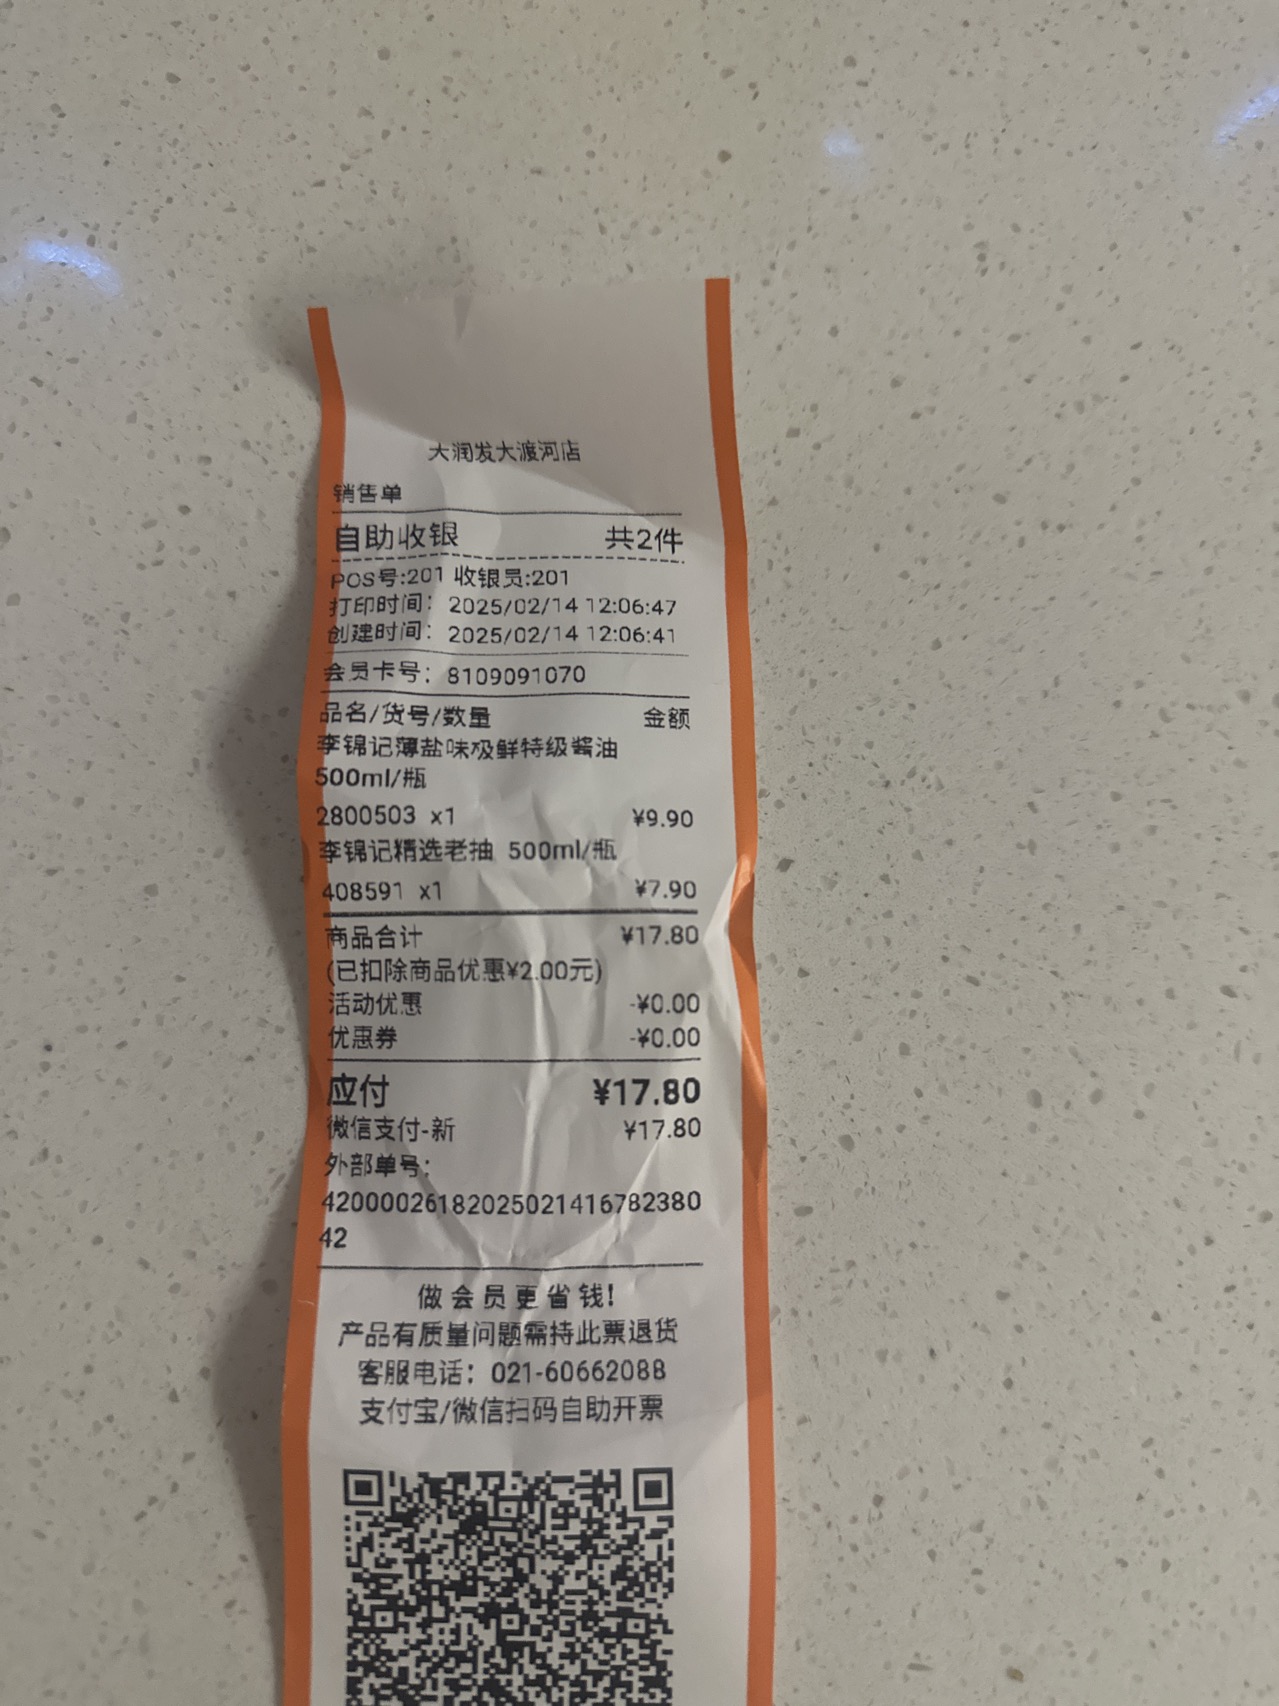 大润发大渡河店
销售单
自助收银 共2件
POS号:201 收银员:201
打印时间: 2025/02/14 12:06:47
创建时间: 2025/02/14 12:06:41
会员卡号: 8109091070
品名/货号/数量 金额
李锦记薄盐味极鲜特级酱油
500ml/瓶
2800503 x1 ¥9.90
李锦记精选老抽 500ml/瓶
408591 x1 ¥7.90
商品合计 ¥17.80
(已扣除商品优惠¥2.00元)
活动优惠 -¥0.00
优惠券 -¥0.00
应付 ¥17.80
微信支付-新 ¥17.80
外部单号:
42000026182025021416782380
42
做会员更省钱!
产品有质量问题需持此票退货
客服电话: 021-60662088
支付宝/微信扫码自助开票